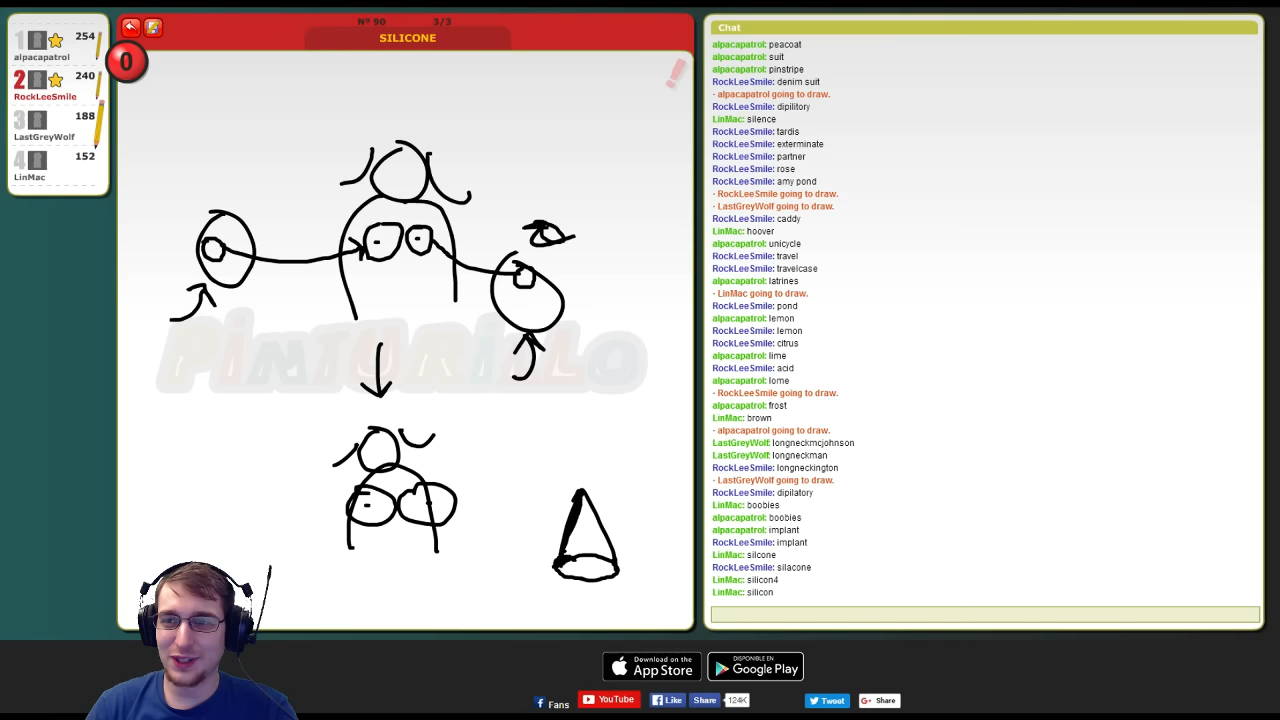 1 254
alpacapatrol
2 240
RockLeeSmile
3 188
LastGreyWolf
4 152
LinMac
0
Nº 90 3/3
SILICONE
PINTURILLO
Chat
alpacapatrol: peacoat
alpacapatrol: suit
alpacapatrol: pinstripe
RockLeeSmile: denim suit
· alpacapatrol going to draw.
RockLeeSmile: dipilitory
LinMac: silence
RockLeeSmile: tardis
RockLeeSmile: exterminate
RockLeeSmile: partner
RockLeeSmile: rose
RockLeeSmile: amy pond
· RockLeeSmile going to draw.
· LastGreyWolf going to draw.
RockLeeSmile: caddy
LinMac: hoover
alpacapatrol: unicycle
RockLeeSmile: travel
RockLeeSmile: travelcase
alpacapatrol: latrines
· LinMac going to draw.
RockLeeSmile: pond
alpacapatrol: lemon
RockLeeSmile: lemon
RockLeeSmile: citrus
alpacapatrol: lime
RockLeeSmile: acid
alpacapatrol: lome
· RockLeeSmile going to draw.
alpacapatrol: frost
LinMac: brown
· alpacapatrol going to draw.
LastGreyWolf: longneckmcjohnson
LastGreyWolf: longneckman
RockLeeSmile: longneckington
· LastGreyWolf going to draw.
RockLeeSmile: dipilatory
LinMac: boobies
alpacapatrol: boobies
alpacapatrol: implant
RockLeeSmile: implant
LinMac: silcone
RockLeeSmile: silacone
LinMac: silicon4
LinMac: silicon
Download on the
App Store
DISPONIBLE EN
Google Play
Fans
YouTube
Like
Share
124K
Tweet
G+ Share